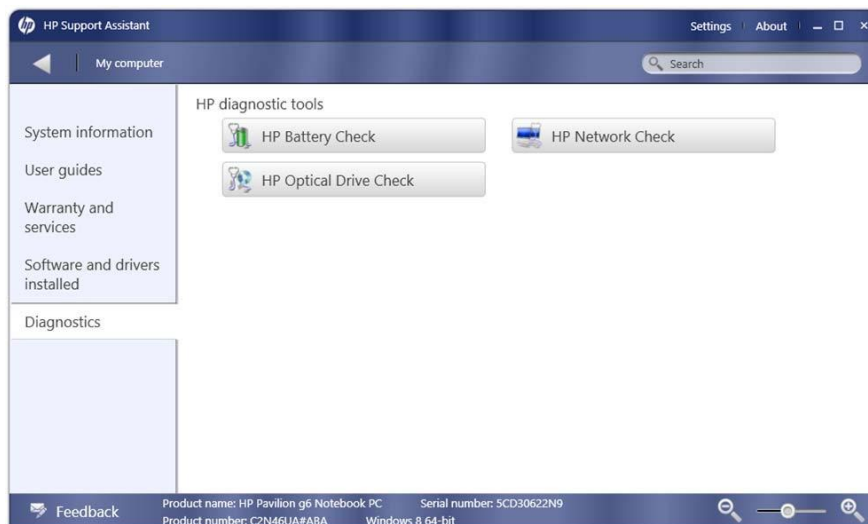 hp HP Support Assistant Settings About
My computer Search
HP diagnostic tools
System information
HP Battery Check HP Network Check
User guides
HP Optical Drive Check
Warranty and
services
Software and drivers
installed
Diagnostics
Feedback
Product name: HP Pavilion g6 Notebook PC Serial number: 5CD30622N9
Product number: C2N46UA#ABA Windows 8 64-bit